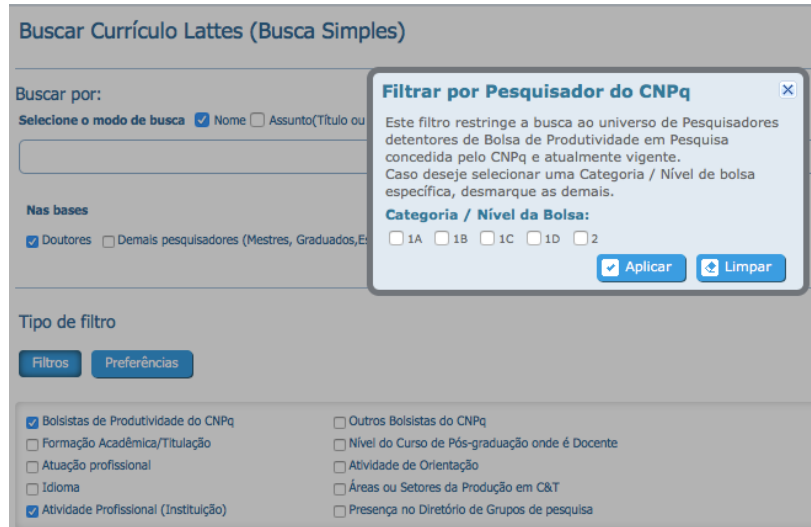 Buscar Currículo Lattes (Busca Simples)
Buscar por:
Selecione o modo de busca Nome Assunto(Título ou
Nas bases
Doutores Demais pesquisadores (Mestres, Graduados,Es
Filtrar por Pesquisador do CNPq
Este filtro restringe a busca ao universo de Pesquisadores
detentores de Bolsa de Produtividade em Pesquisa
concedida pelo CNPq e atualmente vigente.
Caso deseje selecionar uma Categoria / Nível de bolsa
específica, desmarque as demais.
Categoria / Nível da Bolsa:
1A 1B 1C 1D 2
Aplicar Limpar
Tipo de filtro
Filtros Preferências
Bolsistas de Produtividade do CNPq Outros Bolsistas do CNPq
Formação Acadêmica/Titulação Nível do Curso de Pós-graduação onde é Docente
Atuação profissional Atividade de Orientação
Idioma Áreas ou Setores da Produção em C&T
Atividade Profissional (Instituição) Presença no Diretório de Grupos de pesquisa